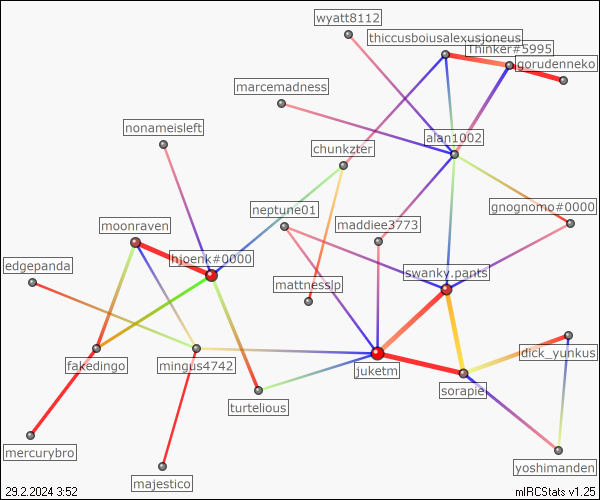 wyatt8112
thiccusboiusalexusjoneus
Thinker#5995
gorudenneko
marcemadness
nonameisleft
alan1002
chunkzter
neptune01
gnognomo#0000
moonraven
maddiee3773
hjoenk#0000
edgepanda
swanky.pants
mattnesslp
dick_yunkus
fakedingo
mingus4742
juketm
sorapie
turtelious
mercurybro
yoshimanden
majestico
29.2.2024 3:52
mIRCStats v1.25